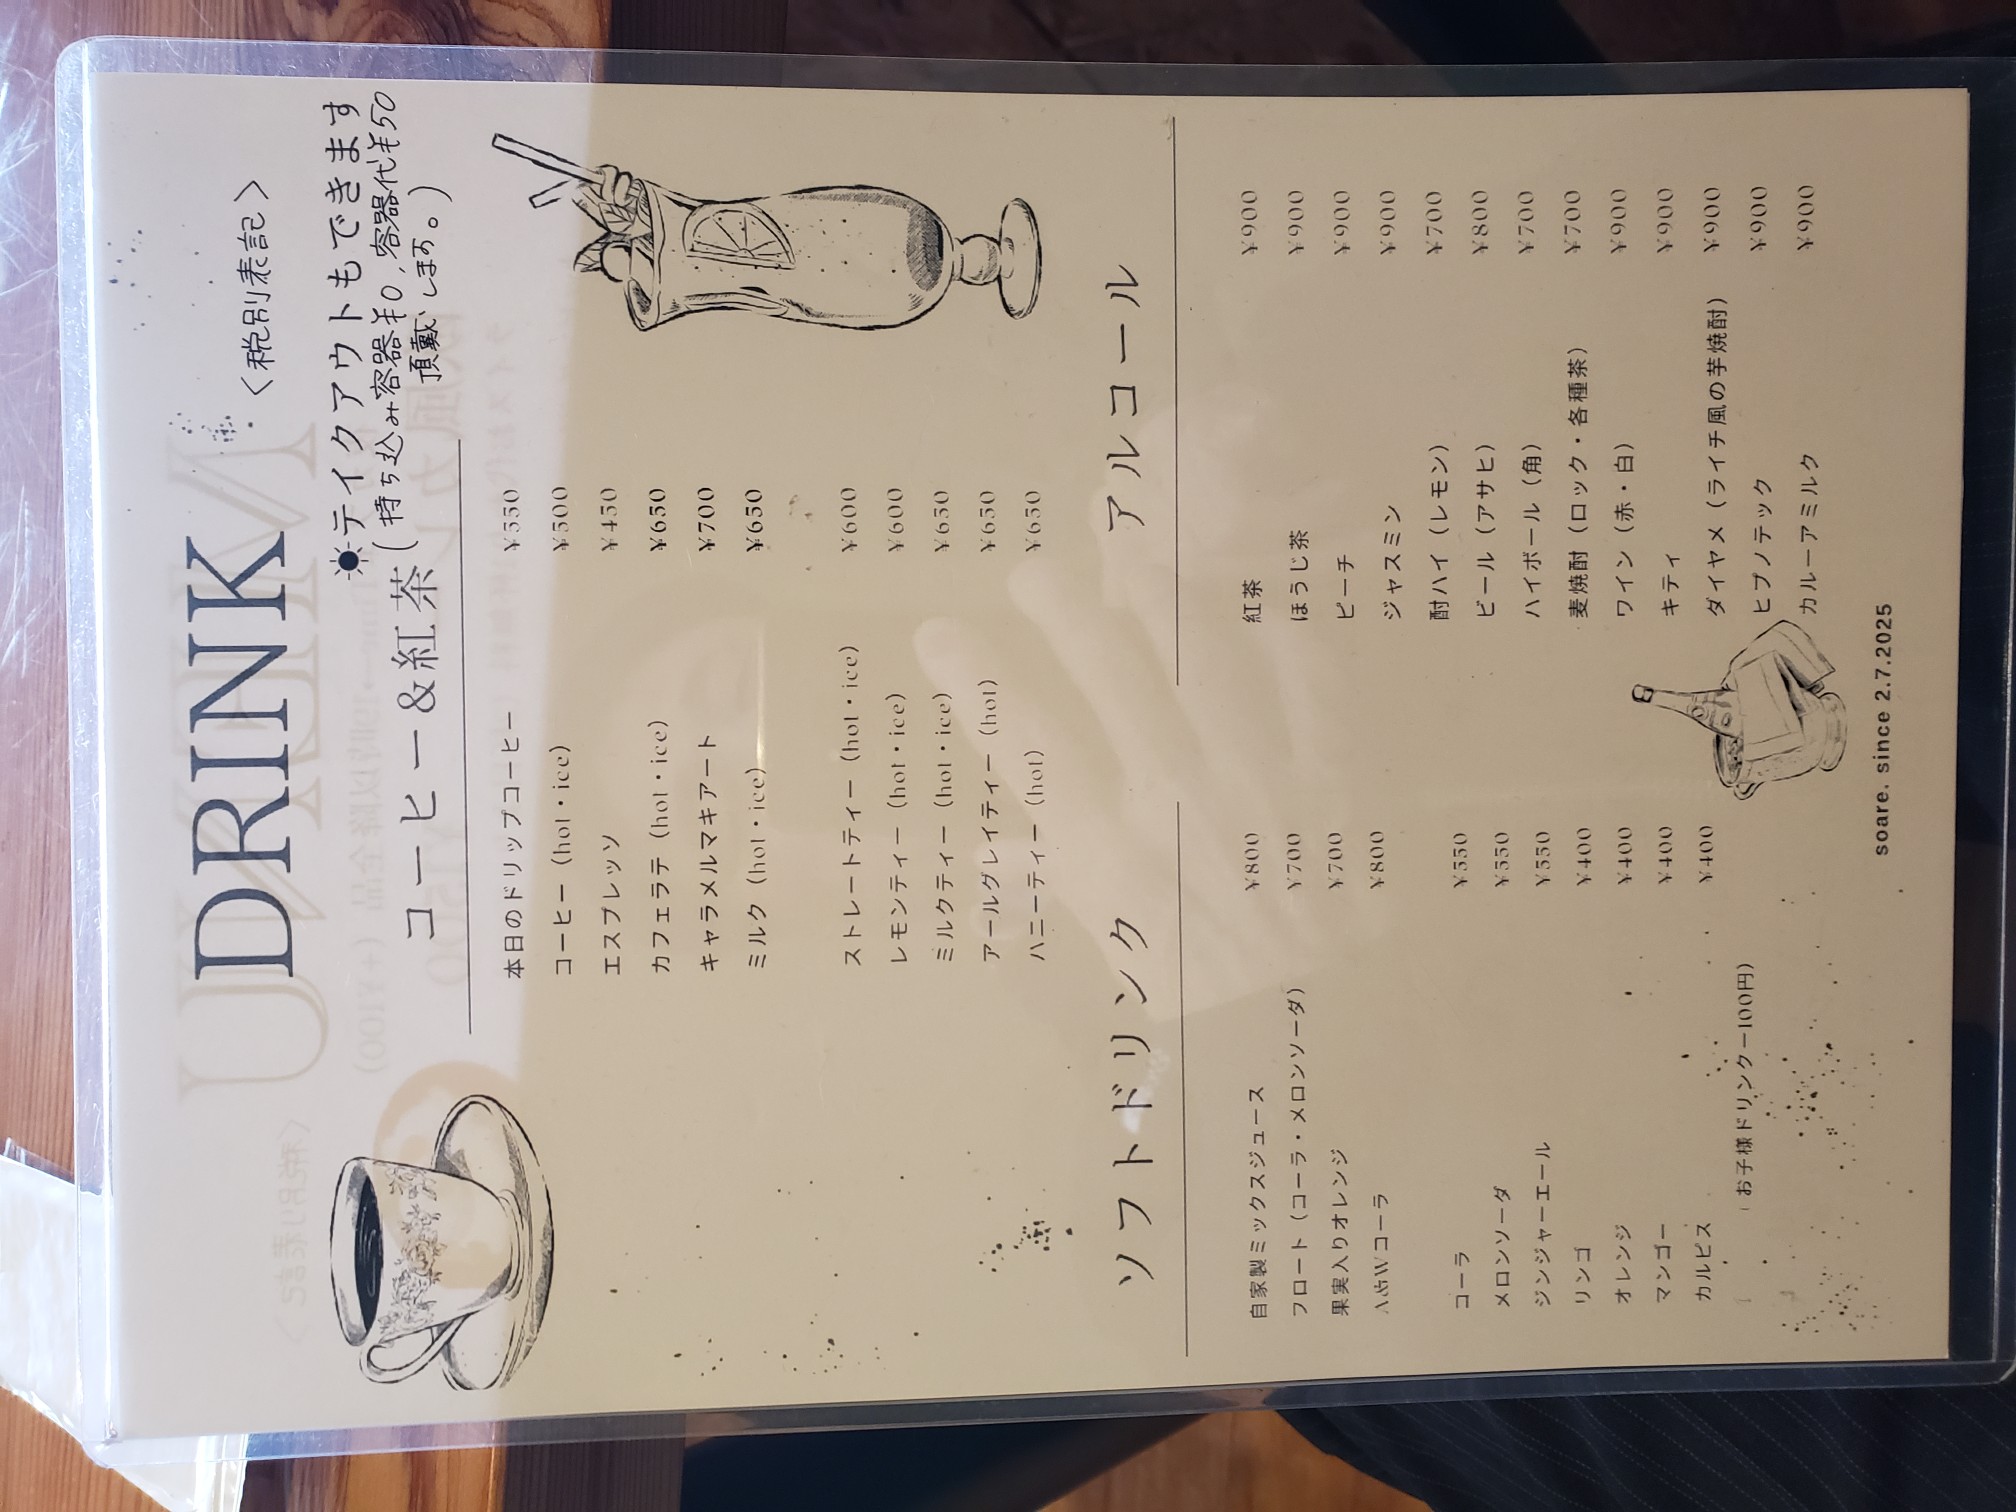 DRINK
〈税別表記〉
テイクアウトもできます
(持ち込み容器¥0、容器代¥50
頂戴します。)
コーヒー&紅茶
本日のドリップコーヒー ¥550
コーヒー (hot・ice) ¥500
エスプレッソ ¥450
カフェラテ (hot・ice) ¥650
キャラメルマキアート ¥700
ミルク (hot・ice) ¥650
ストレートティー (hot・ice) ¥600
レモンティー (hot・ice) ¥600
ミルクティー (hot・ice) ¥650
アールグレイティー (hot) ¥650
ハニーティー (hot) ¥650
ソフトドリンク
自家製ミックスジュース ¥800
フロート (コーラ・メロンソーダ) ¥700
果実入りオレンジ ¥700
A&Wコーラ ¥800
コーラ ¥550
メロンソーダ ¥550
ジンジャーエール ¥550
リンゴ ¥400
オレンジ ¥400
マンゴー ¥400
カルピス ¥400
(お子様ドリンクー100円)
アルコール
紅茶 ¥900
ほうじ茶 ¥900
ピーチ ¥900
ジャスミン ¥900
酎ハイ (レモン) ¥700
ビール (アサヒ) ¥800
ハイボール (角) ¥700
麦焼酎 (ロック・各種茶) ¥700
ワイン (赤・白) ¥900
キティ ¥900
ダイヤメ (ライチ風の芋焼酎) ¥900
ヒプノテック ¥900
カルーアミルク ¥900
soare. since 2.7.2025